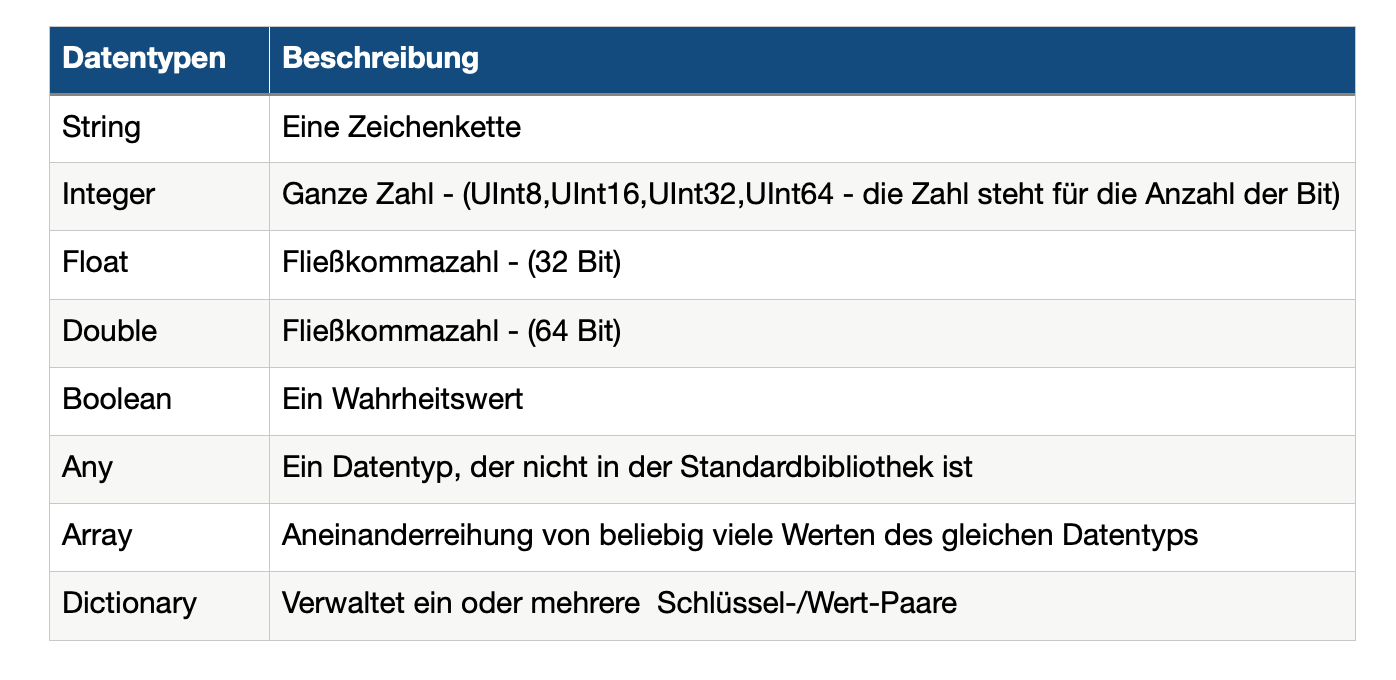 Datentypen Beschreibung
String Eine Zeichenkette
Integer Ganze Zahl - (UInt8,UInt16,UInt32,UInt64 - die Zahl steht für die Anzahl der Bit)
Float Fließkommazahl - (32 Bit)
Double Fließkommazahl - (64 Bit)
Boolean Ein Wahrheitswert
Any Ein Datentyp, der nicht in der Standardbibliothek ist
Array Aneinanderreihung von beliebig viele Werten des gleichen Datentyps
Dictionary Verwaltet ein oder mehrere  Schlüssel-/Wert-Paare